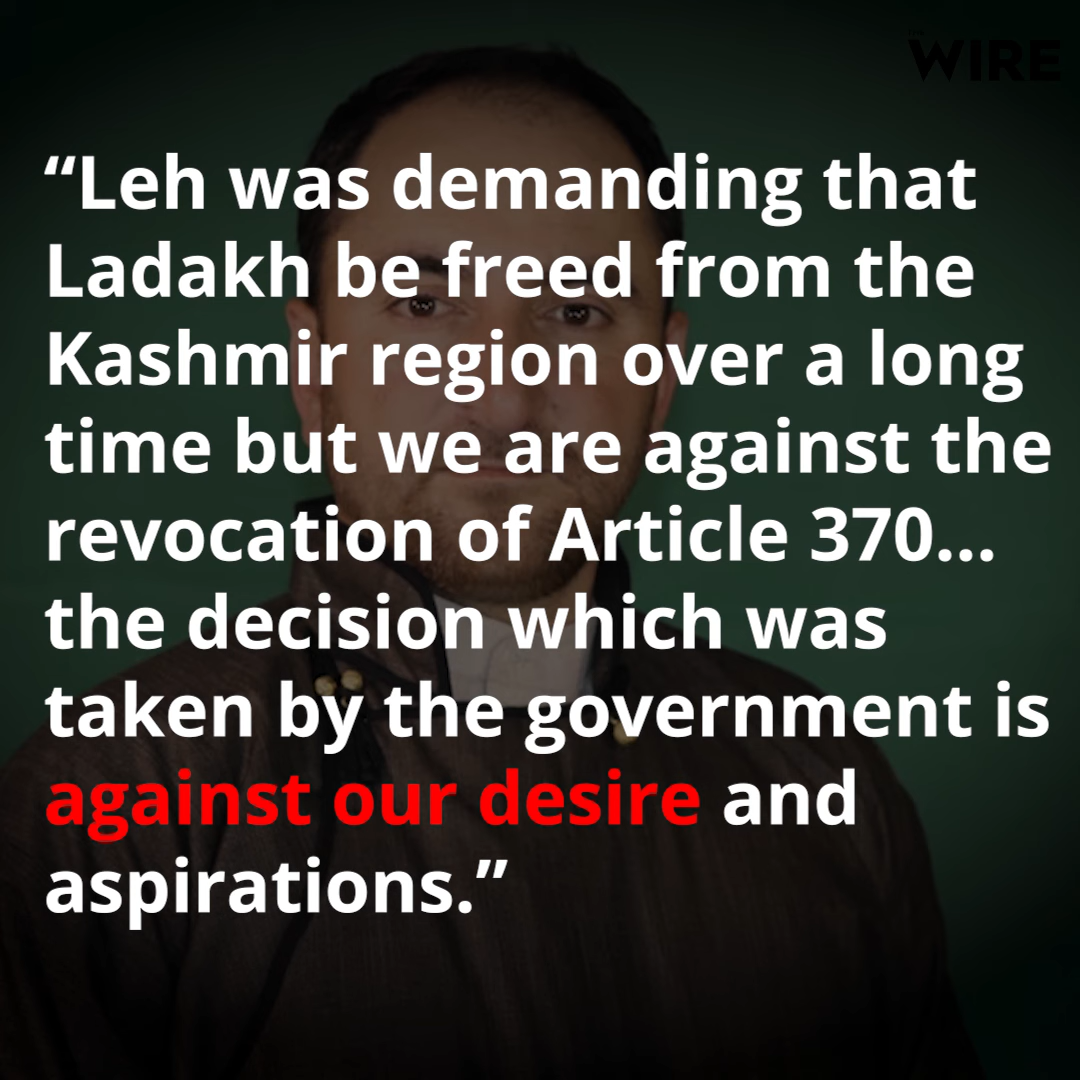 THE
WIRE
“Leh was demanding that
Ladakh be freed from the
Kashmir region over a long
time but we are against the
revocation of Article 370...
the decision which was
taken by the government is
against our desire and
aspirations.”